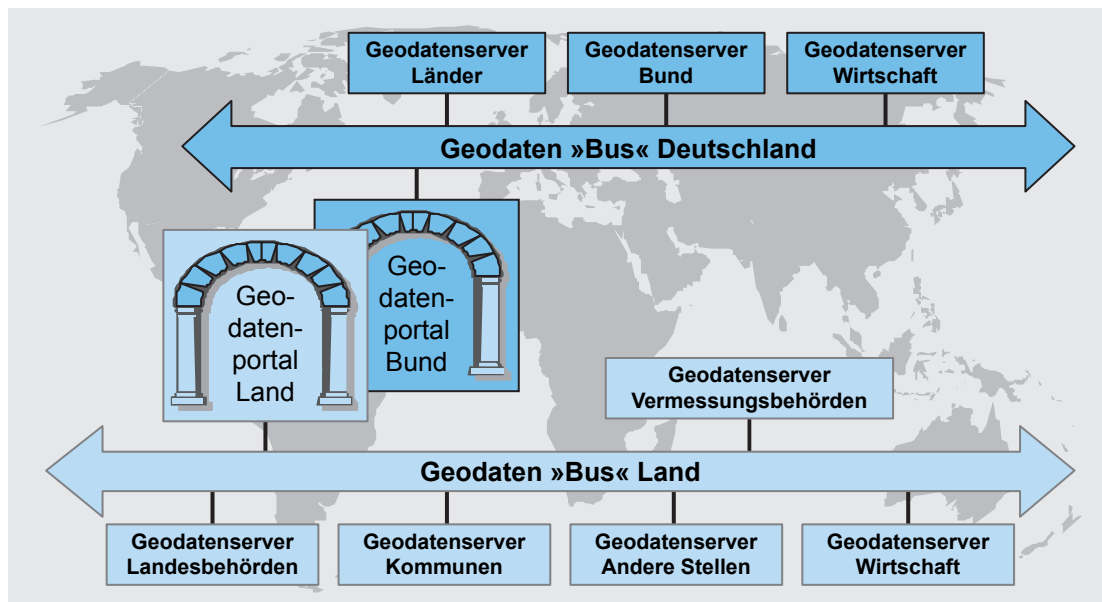 Geodatenserver
Länder
Geodatenserver
Bund
Geodatenserver
Wirtschaft
Geodaten »Bus« Deutschland
Geo-
daten-
portal
Bund
Geo-
daten-
portal
Land
Geodatenserver
Vermessungsbehörden
Geodaten »Bus« Land
Geodatenserver
Landesbehörden
Geodatenserver
Kommunen
Geodatenserver
Andere Stellen
Geodatenserver
Wirtschaft